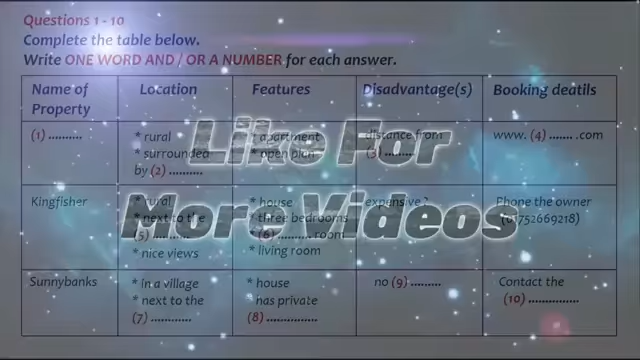 Questions 1 - 10
Complete the table below.
Write ONE WORD AND / OR A NUMBER for each answer.
Name of Property
Location
Features
Disadvantage(s)
Booking deatils
(1) ..........
* rural
* surrounded
by (2) ..........
* apartment
* open plan
distance from
(3) .........
www. (4) ....... .com
Kingfisher
* rural
* next to the
(5) ...........
* nice views
* house
* three bedrooms
* (6) .......... room
* living room
expensive ?
Phone the owner
(01752669218)
Sunnybanks
* in a village
* next to the
(7) ............
* house
* has private
(8) ...............
no (9) .........
Contact the
(10) ...............
Like For
More Videos